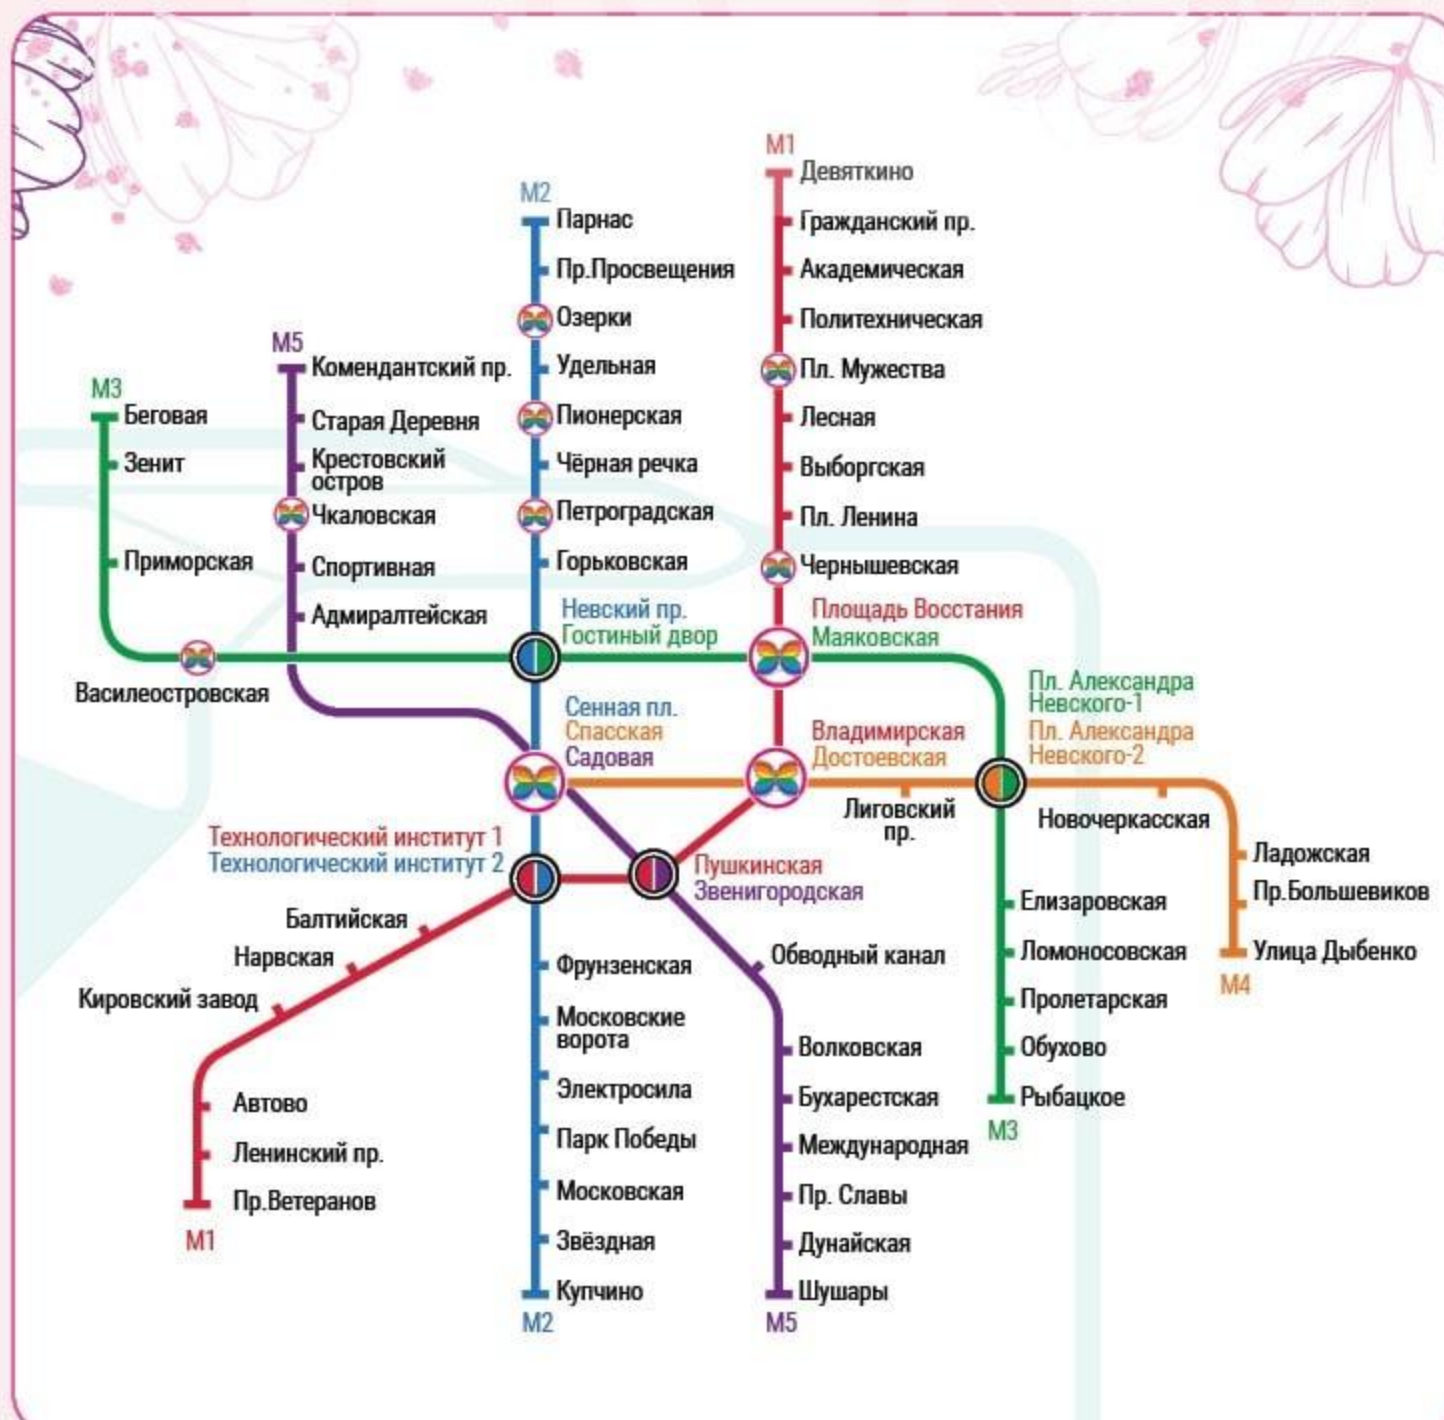 М1
Девяткино
Гражданский пр.
Академическая
Политехническая
Пл. Мужества
Лесная
Выборгская
Пл. Ленина
Чернышевская
Площадь Восстания
Маяковская
М2
Парнас
Пр.Просвещения
Озерки
Удельная
Пионерская
Чёрная речка
Петроградская
Горьковская
Невский пр.
Гостиный двор
М5
Комендантский пр.
Старая Деревня
Крестовский
остров
Чкаловская
Спортивная
Адмиралтейская
М3
Беговая
Зенит
Приморская
Василеостровская
Сенная пл.
Спасская
Садовая
Владимирская
Достоевская
Пл. Александра
Невского-1
Пл. Александра
Невского-2
Лиговский
пр.
Новочеркасская
Ладожская
Пр.Большевиков
Улица Дыбенко
М4
Технологический институт 1
Технологический институт 2
Пушкинская
Звенигородская
Балтийская
Нарвская
Кировский завод
Автово
Ленинский пр.
Пр.Ветеранов
М1
Фрунзенская
Московские
ворота
Электросила
Парк Победы
Московская
Звёздная
Купчино
М2
Обводный канал
Волковская
Бухарестская
Международная
Пр. Славы
Дунайская
Шушары
М5
Елизаровская
Ломоносовская
Пролетарская
Обухово
Рыбацкое
М3